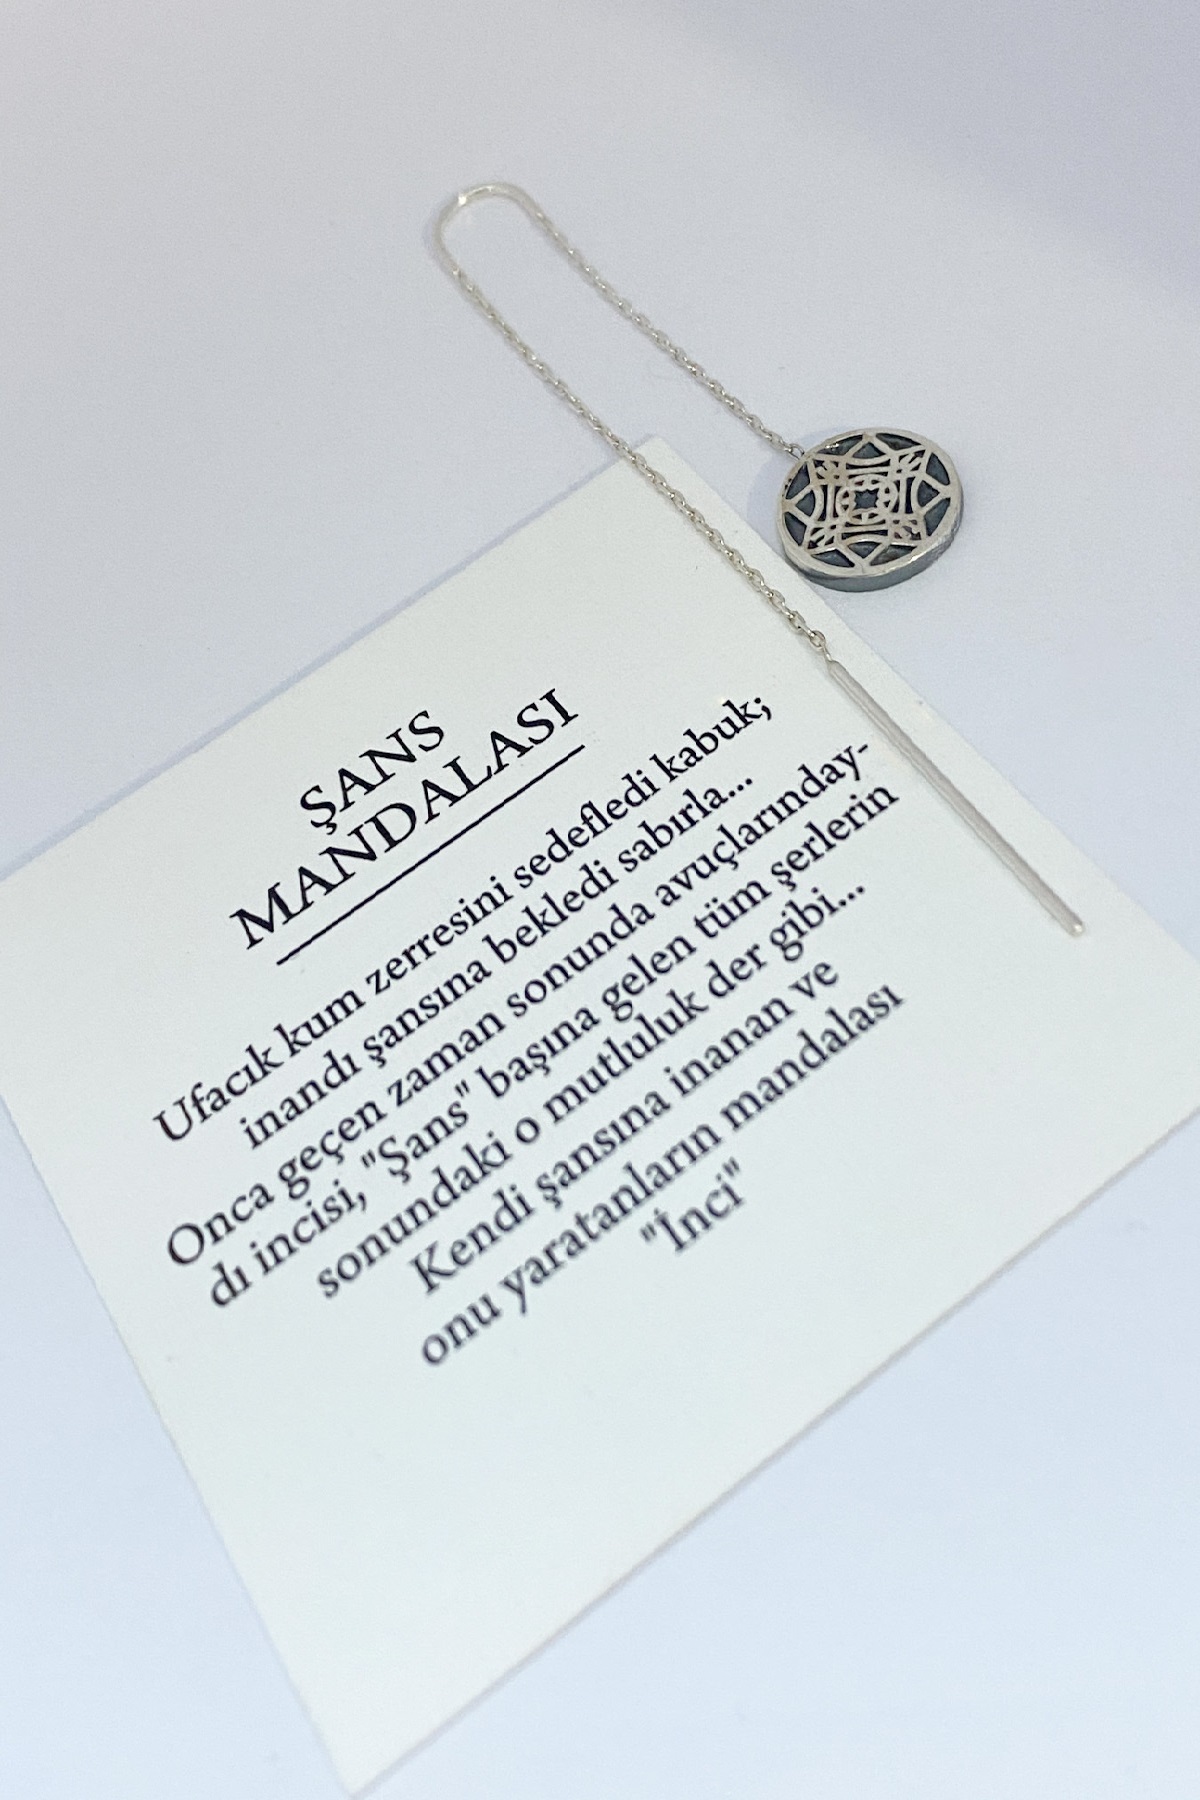 ŞANS
MANDALASI
Ufacık kum zerresini sedefledi kabuk;
inandı şansına bekledi sabırla...
Onca geçen zaman sonunda avuçlarınday-
dı incisi, "Şans" başına gelen tüm şerlerin
sonundaki o mutluluk der gibi...
Kendi şansına inanan ve
onu yaratanların mandalası
"İnci"